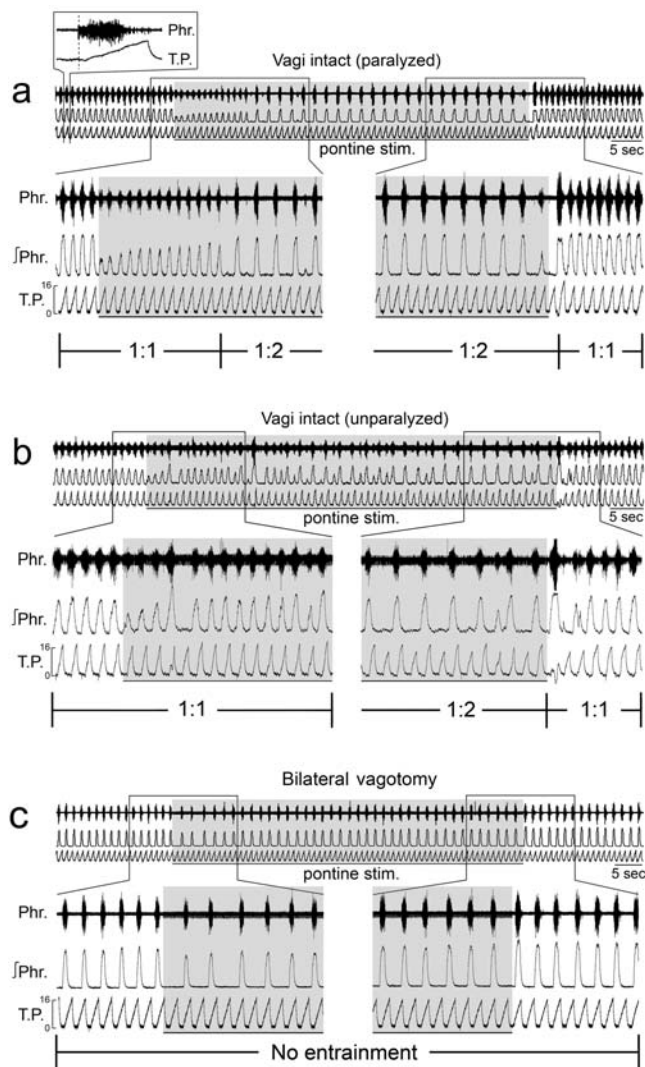 Phr.
T.P.
Vagi intact (paralyzed)
a
5 sec
pontine stim.
Phr.
∫Phr.
T.P.
16
0
1:1 1:2 1:2 1:1
Vagi intact (unparalyzed)
b
5 sec
pontine stim.
Phr.
∫Phr.
T.P.
16
0
1:1 1:2 1:1
Bilateral vagotomy
c
5 sec
pontine stim.
Phr.
∫Phr.
T.P.
16
0
No entrainment